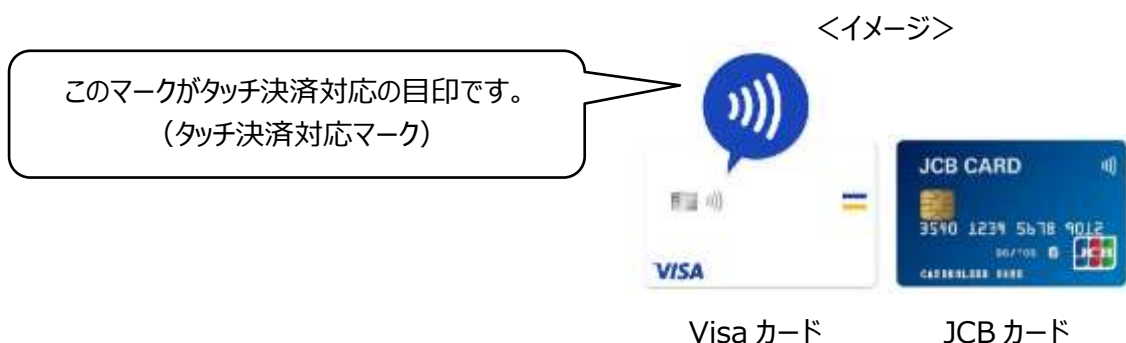 ＜イメージ＞
このマークがタッチ決済対応の目印です。
（タッチ決済対応マーク）
JCB CARD
3540 1234 5678 9012
JCB
VISA
Visa カード
JCB カード